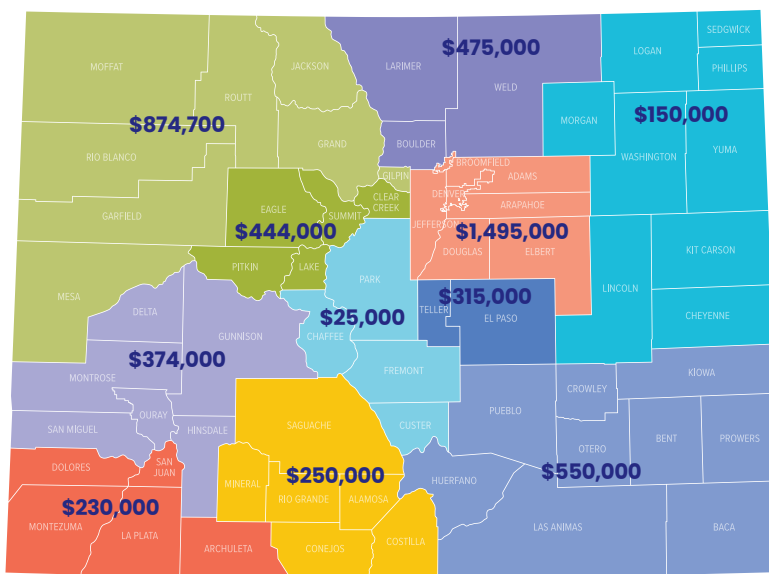 SEDGWICK
LOGAN
$475,000
MOFFAT
JACKSON
LARIMER
PHILLIPS
WELD
ROUTT
$150,000
MORGAN
$874,700
GRAND
BOULDER
YUMA
RIO BLANCO
WASHINGTON
BROOMFIELD
GILPIN
ADAMS
DENVER
CLEAR
CREEK
ARAPAHOE
EAGLE
SUMMIT
GARFIELD
JEFFERSON
$444,000
$1,495,000
DOUGLAS
ELBERT
KIT CARSON
PITKIN
LAKE
PARK
LINCOLN
MESA
$315,000
TELLER
EL PASO
DELTA
$25,000
CHEYENNE
GUNNISON
CHAFFEE
$374,000
FREMONT
KIOWA
MONTROSE
CROWLEY
PUEBLO
OURAY
SAGUACHE
CUSTER
SAN MIGUEL
HINSDALE
BENT
PROWERS
OTERO
DOLORES
SAN
JUAN
$250,000
$550,000
MINERAL
HUERFANO
RIO GRANDE
ALAMOSA
$230,000
MONTEZUMA
LAS ANIMAS
BACA
LA PLATA
COSTILLA
ARCHULETA
CONEJOS